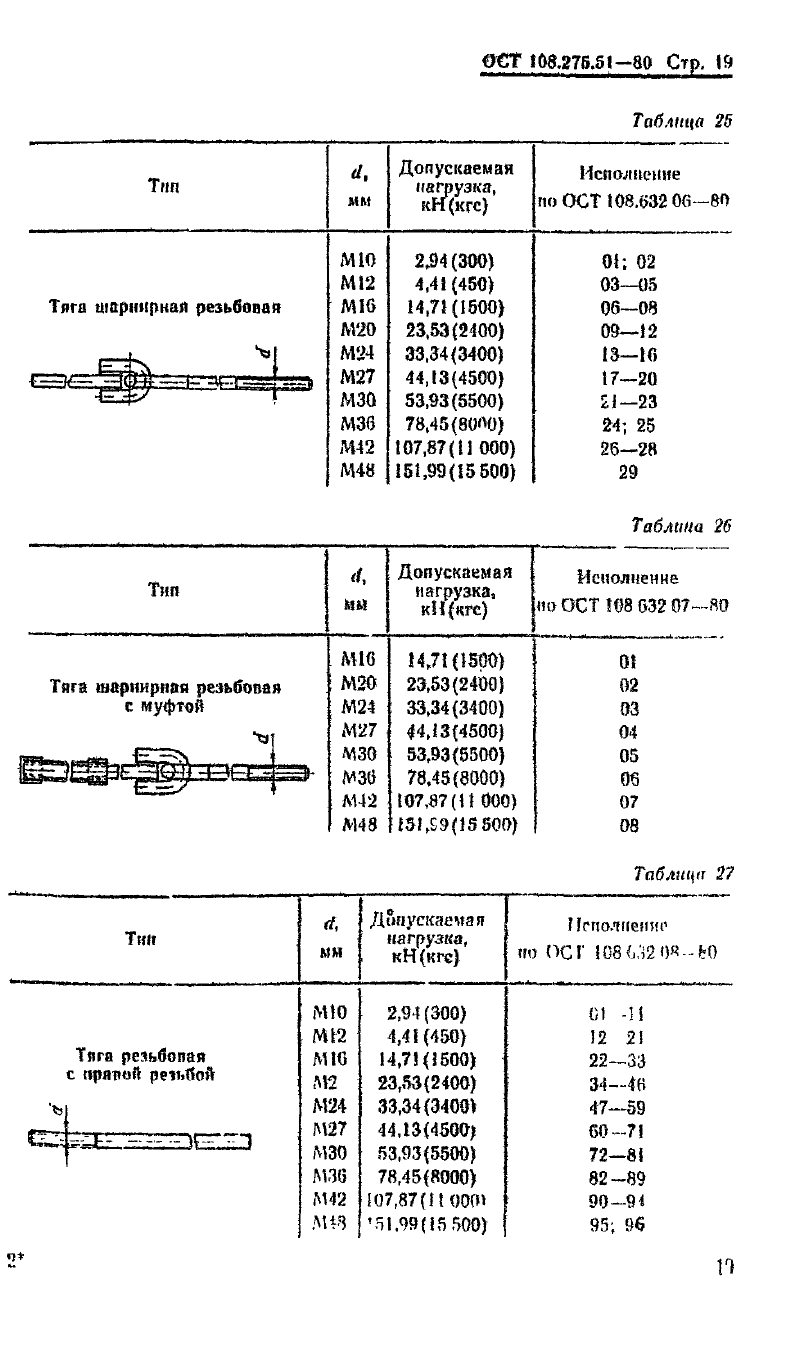 ОСТ 108.275.51—80 Стр. 19
Таблица 25
Тип
d, мм
Допускаемая нагрузка, кН(кгс)
Исполнение по ОСТ 108.632 06—80
Тяга шарнирная резьбовая
d
М10 2,94(300) 01; 02
М12 4,41(450) 03—05
М16 14,71(1500) 06—08
М20 23,53(2400) 09—12
М24 33,34(3400) 13—16
М27 44,13(4500) 17—20
М30 53,93(5500) 21—23
М36 78,45(8000) 24; 25
М42 107,87(11 000) 26—28
М48 151,99(15 500) 29
Таблица 26
Тип
d, мм
Допускаемая нагрузка, кН(кгс)
Исполнение по ОСТ 108 632 07—80
Тяга шарнирная резьбовая
с муфтой
d
М16 14,71(1500) 01
М20 23,53(2400) 02
М24 33,34(3400) 03
М27 44,13(4500) 04
М30 53,93(5500) 05
М36 78,45(8000) 06
М42 107,87(11 000) 07
М48 151,99(15 500) 08
Таблица 27
Тип
d, мм
Допускаемая нагрузка, кН(кгс)
Исполнение по ОСТ 108 632 08—80
Тяга резьбовая
с правой резьбой
d
М10 2,94(300) 01—11
М12 4,41(450) 12 21
М16 14,71(1500) 22—33
М2 23,53(2400) 34—46
М24 33,34(3400) 47—59
М27 44,13(4500) 60—71
М30 53,93(5500) 72—81
М36 78,45(8000) 82—89
М42 107,87(11 000) 90—94
М48 151,99(15 500) 95; 96
2*
19